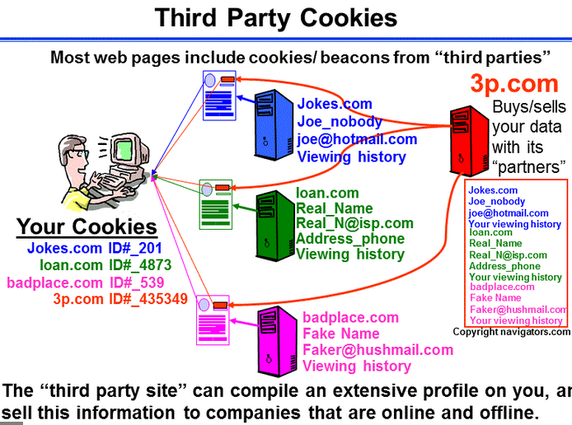 Third Party Cookies
Most web pages include cookies/ beacons from “third parties”
3p.com
Buys/sells
your data
with its
“partners”
Jokes.com
Joe_nobody
joe@hotmail.com
Viewing history
loan.com
Real_Name
Real_N@isp.com
Address_phone
Viewing history
badplace.com
Fake Name
Faker@hushmail.com
Viewing history
Your Cookies
Jokes.com ID#_201
loan.com ID#_4873
badplace.com ID#_539
3p.com ID#_435349
Jokes.com
Joe_nobody
joe@hotmail.com
Your viewing history
loan.com
Real_Name
Real_N@isp.com
Address_phone
Your viewing history
badplace.com
Fake Name
Faker@hushmail.com
Your viewing history
Copyright navigators.com
The “third party site” can compile an extensive profile on you, an
sell this information to companies that are online and offline.